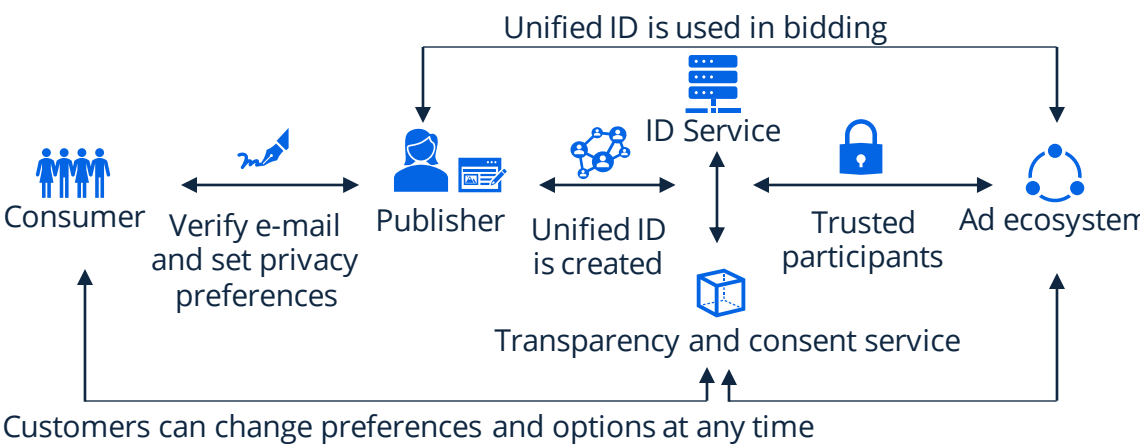 Unified ID is used in bidding
ID Service
Consumer
Verify e-mail
and set privacy
preferences
Publisher
Unified ID
is created
Trusted
participants
Ad ecosystem
Transparency and consent service
Customers can change preferences and options at any time